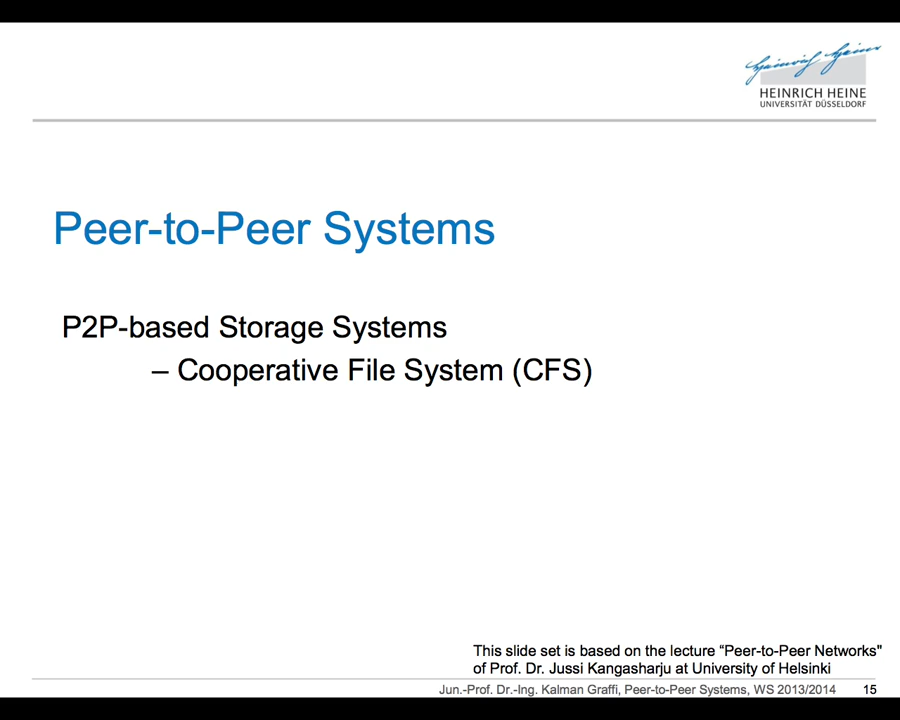 Heinrich Heine
HEINRICH HEINE
UNIVERSITÄT DÜSSELDORF
Peer-to-Peer Systems
P2P-based Storage Systems
– Cooperative File System (CFS)
This slide set is based on the lecture “Peer-to-Peer Networks"
of Prof. Dr. Jussi Kangasharju at University of Helsinki
Jun.-Prof. Dr.-Ing. Kalman Graffi, Peer-to-Peer Systems, WS 2013/2014 15